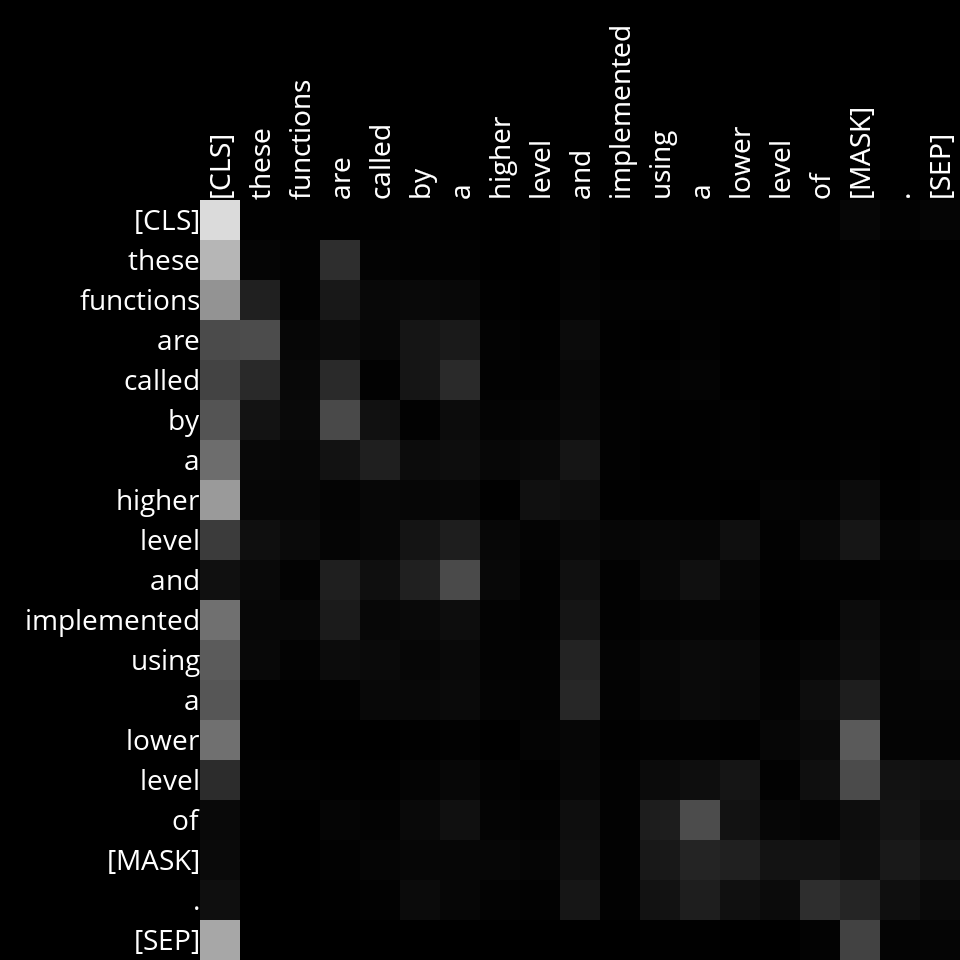 [CLS]
these
functions
are
called
by
a
higher
level
and
implemented
using
a
lower
level
of
[MASK]
.
[SEP]
[CLS]
these
functions
are
called
by
a
higher
level
and
implemented
using
a
lower
level
of
[MASK]
.
[SEP]